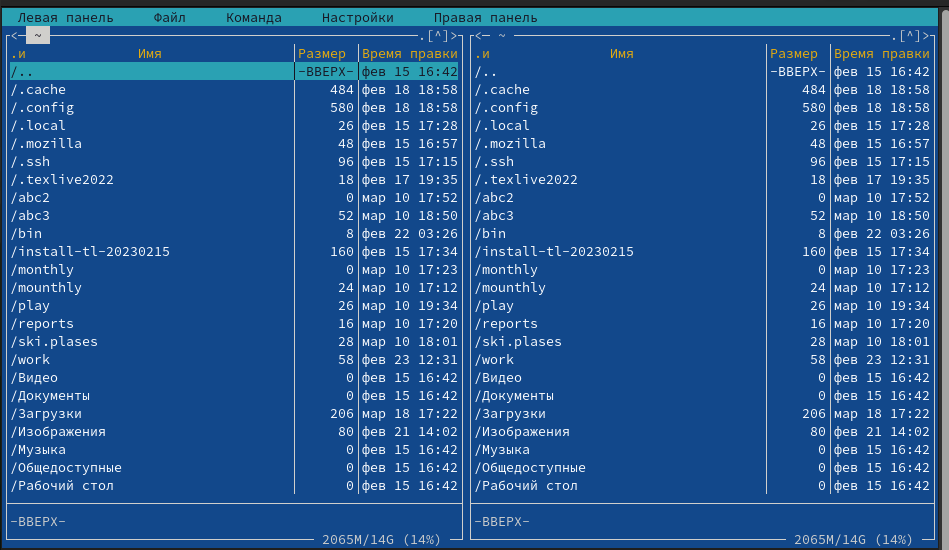 Левая панель Файл Команда Настройки Правая панель
<─ ~ .[^]> <─ ~ .[^]>
.и Имя Размер Время правки .и Имя Размер Время правки
/.. -ВВЕРХ- фев 15 16:42 /.. -ВВЕРХ- фев 15 16:42
/.cache 484 фев 18 18:58 /.cache 484 фев 18 18:58
/.config 580 фев 18 18:58 /.config 580 фев 18 18:58
/.local 26 фев 15 17:28 /.local 26 фев 15 17:28
/.mozilla 48 фев 15 16:57 /.mozilla 48 фев 15 16:57
/.ssh 96 фев 15 17:15 /.ssh 96 фев 15 17:15
/.texlive2022 18 фев 17 19:35 /.texlive2022 18 фев 17 19:35
/abc2 0 мар 10 17:52 /abc2 0 мар 10 17:52
/abc3 52 мар 10 18:50 /abc3 52 мар 10 18:50
/bin 8 фев 22 03:26 /bin 8 фев 22 03:26
/install-tl-20230215 160 фев 15 17:34 /install-tl-20230215 160 фев 15 17:34
/monthly 0 мар 10 17:23 /monthly 0 мар 10 17:23
/mounthly 24 мар 10 17:12 /mounthly 24 мар 10 17:12
/play 26 мар 10 19:34 /play 26 мар 10 19:34
/reports 16 мар 10 17:20 /reports 16 мар 10 17:20
/ski.plases 28 мар 10 18:01 /ski.plases 28 мар 10 18:01
/work 58 фев 23 12:31 /work 58 фев 23 12:31
/Видео 0 фев 15 16:42 /Видео 0 фев 15 16:42
/Документы 0 фев 15 16:42 /Документы 0 фев 15 16:42
/Загрузки 206 мар 18 17:22 /Загрузки 206 мар 18 17:22
/Изображения 80 фев 21 14:02 /Изображения 80 фев 21 14:02
/Музыка 0 фев 15 16:42 /Музыка 0 фев 15 16:42
/Общедоступные 0 фев 15 16:42 /Общедоступные 0 фев 15 16:42
/Рабочий стол 0 фев 15 16:42 /Рабочий стол 0 фев 15 16:42
-ВВЕРХ- -ВВЕРХ-
2065M/14G (14%) 2065M/14G (14%)